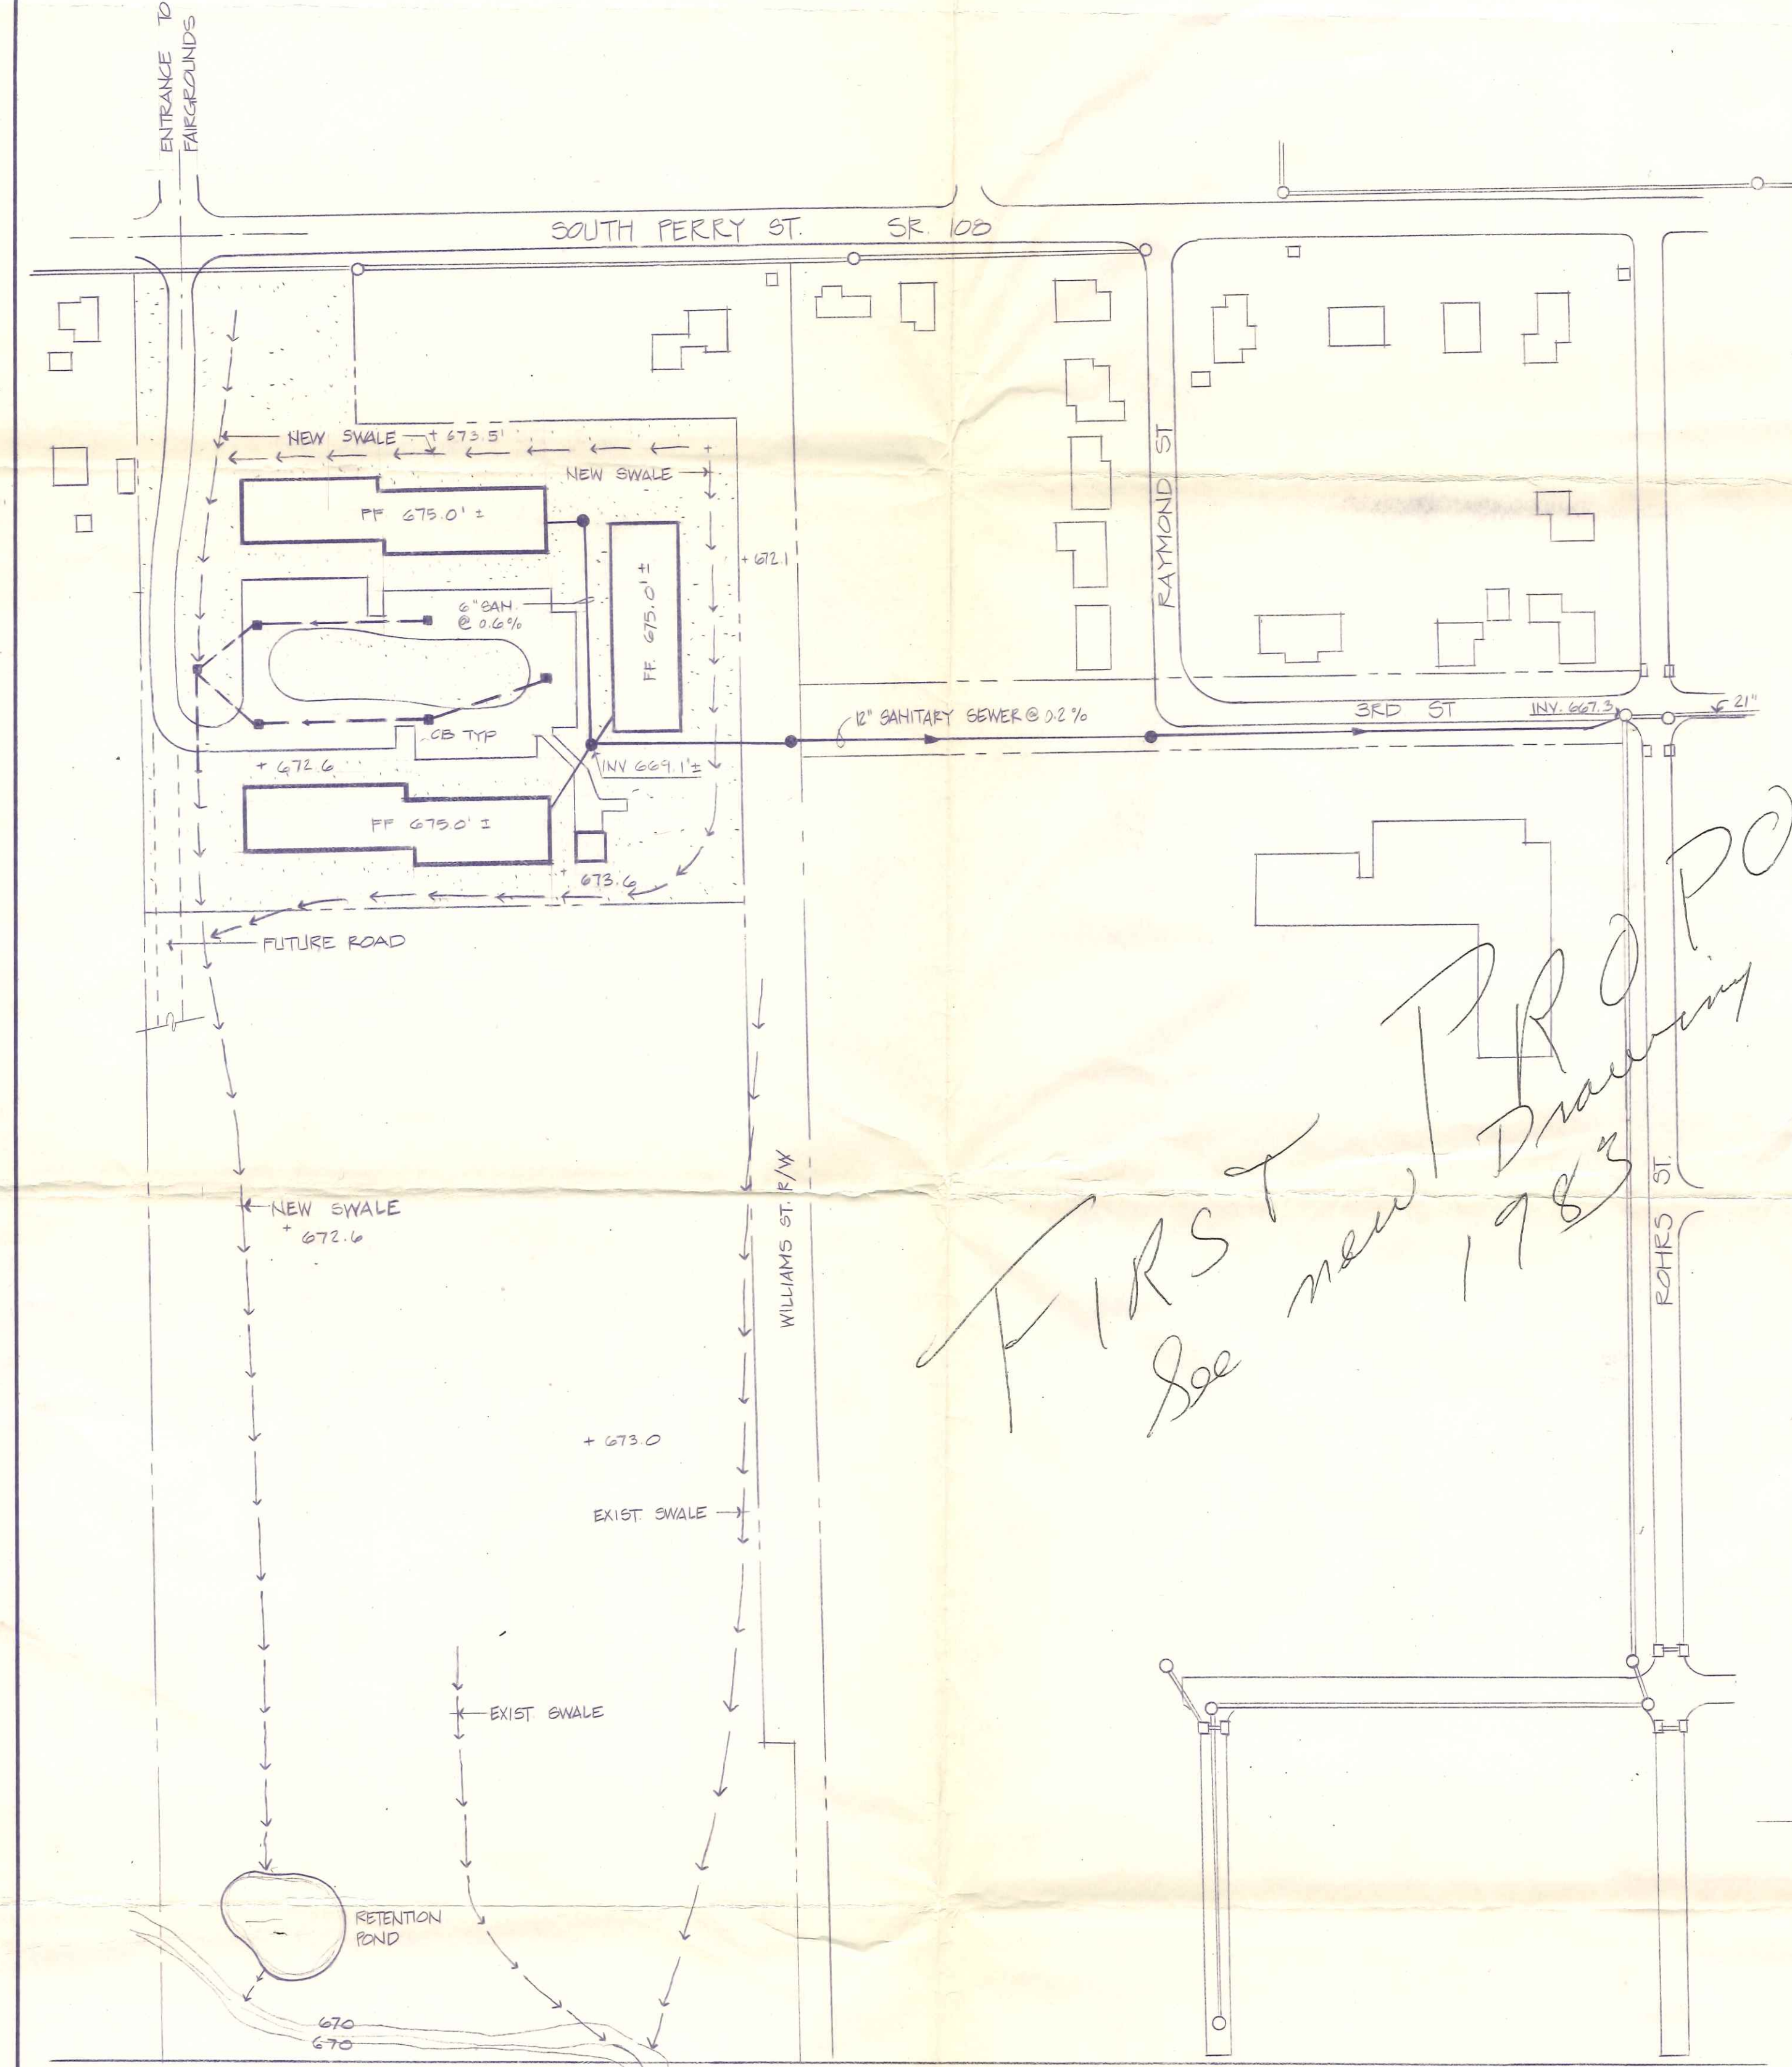 ENTRANCE TO
FAIRGROUNDS
SOUTH PERRY ST. SR. 108
NEW SWALE + 673.5'
NEW SWALE
FF 675.0' ±
+ 672.1
FF. 675.0' ±
6" SAN.
@ 0.6%
RAYMOND ST
12" SANITARY SEWER @ 0.2%
3RD ST
INV. 667.3
21"
CB TYP
+ 672.6
INV 669.1'±
FF 675.0' ±
+ 673.6
FUTURE ROAD
FIRST PROPO
See new Drawing
1983
WILLIAMS ST. R/W
ROHRS ST.
NEW SWALE
+ 672.6
+ 673.0
EXIST. SWALE
EXIST. SWALE
RETENTION
POND
670
670